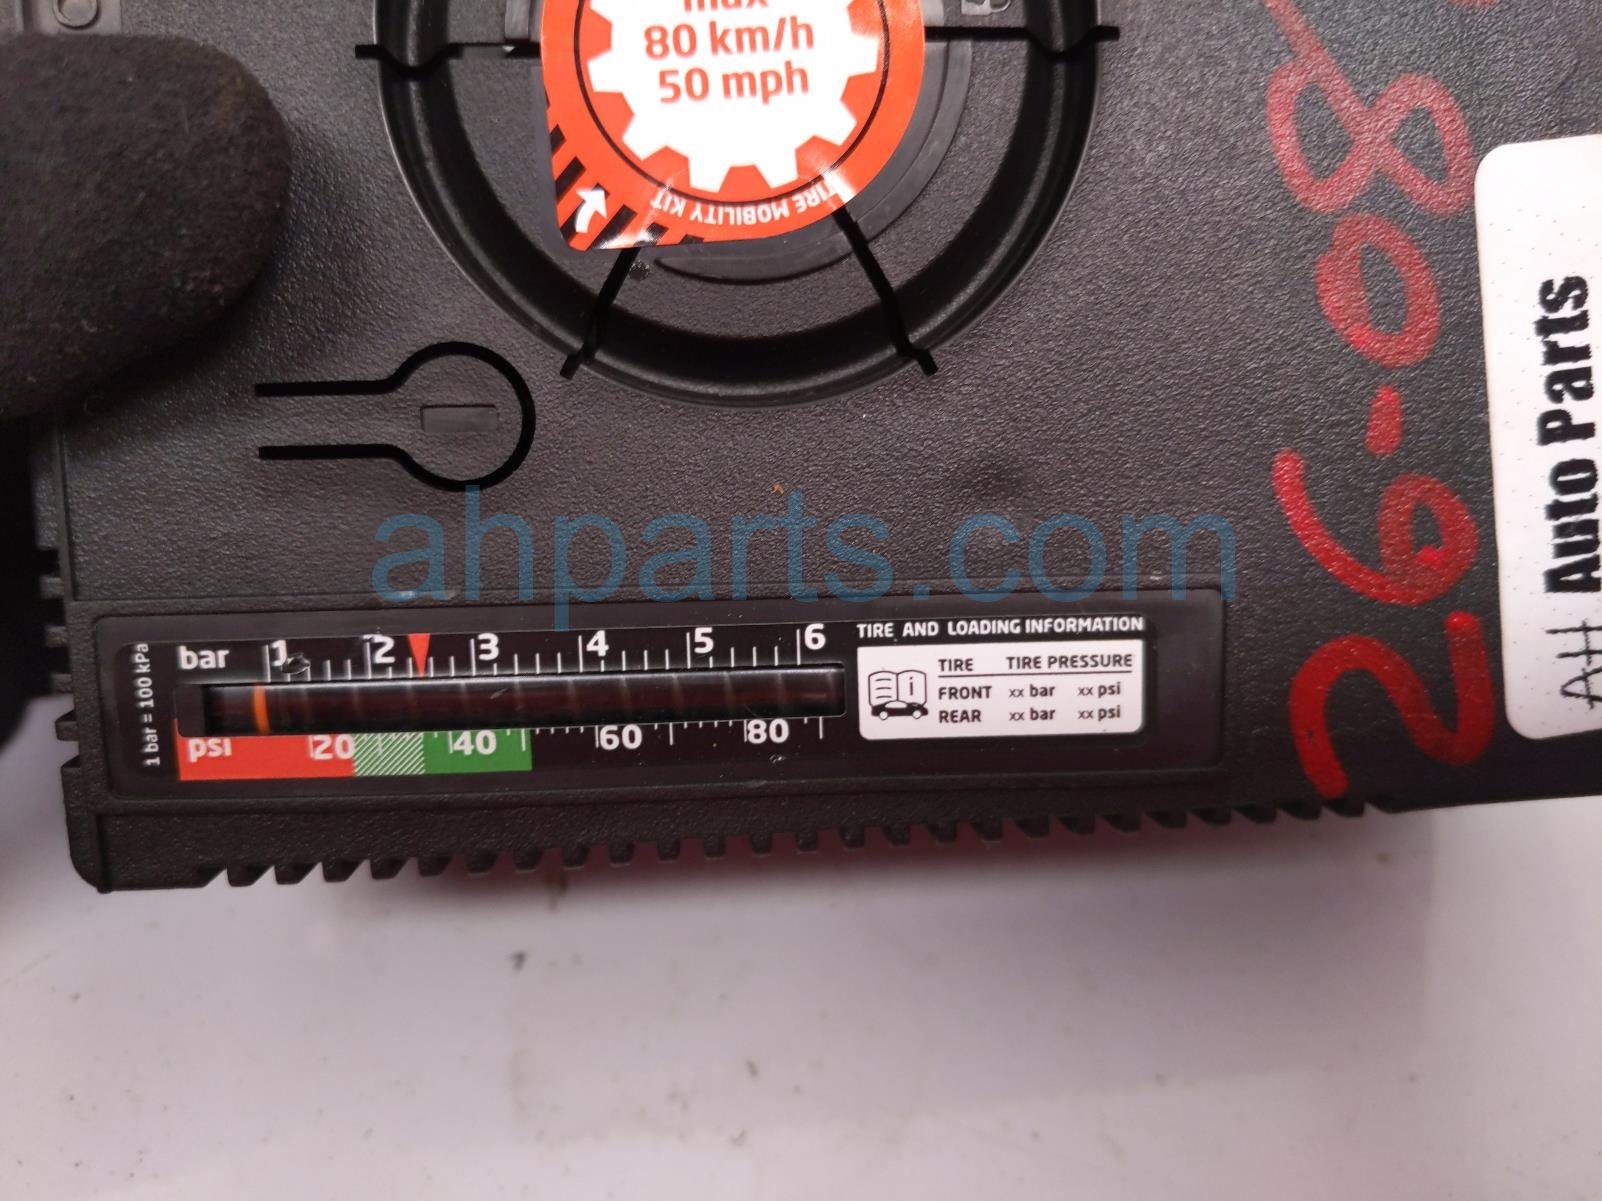 max
80 km/h
50 mph
TIRE MOBILITY KIT
26-08
AH Auto Parts
ahparts.com
1 bar = 100 kPa
bar 1 2 3 4 5 6
psi 20 40 60 80
TIRE AND LOADING INFORMATION
TIRE TIRE PRESSURE
FRONT xx bar xx psi
REAR xx bar xx psi